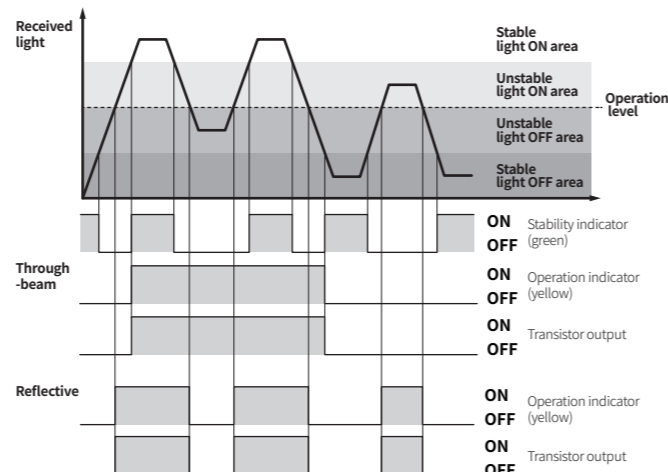 Received
light
Stable
light ON area
Unstable
light ON area
Operation
level
Unstable
light OFF area
Stable
light OFF area
ON
OFF
Stability indicator
(green)
Through
-beam
ON
OFF
Operation indicator
(yellow)
ON
OFF
Transistor output
Reflective
ON
OFF
Operation indicator
(yellow)
ON
OFF
Transistor output